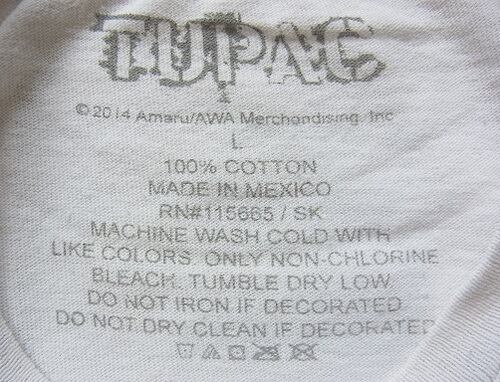 TUPAC
© 2014 Amaru/AWA Merchandising, Inc
L
100% COTTON
MADE IN MEXICO
RN#115665 / SK
MACHINE WASH COLD WITH
LIKE COLORS. ONLY NON-CHLORINE
BLEACH. TUMBLE DRY LOW.
DO NOT IRON IF DECORATED
DO NOT DRY CLEAN IF DECORATED